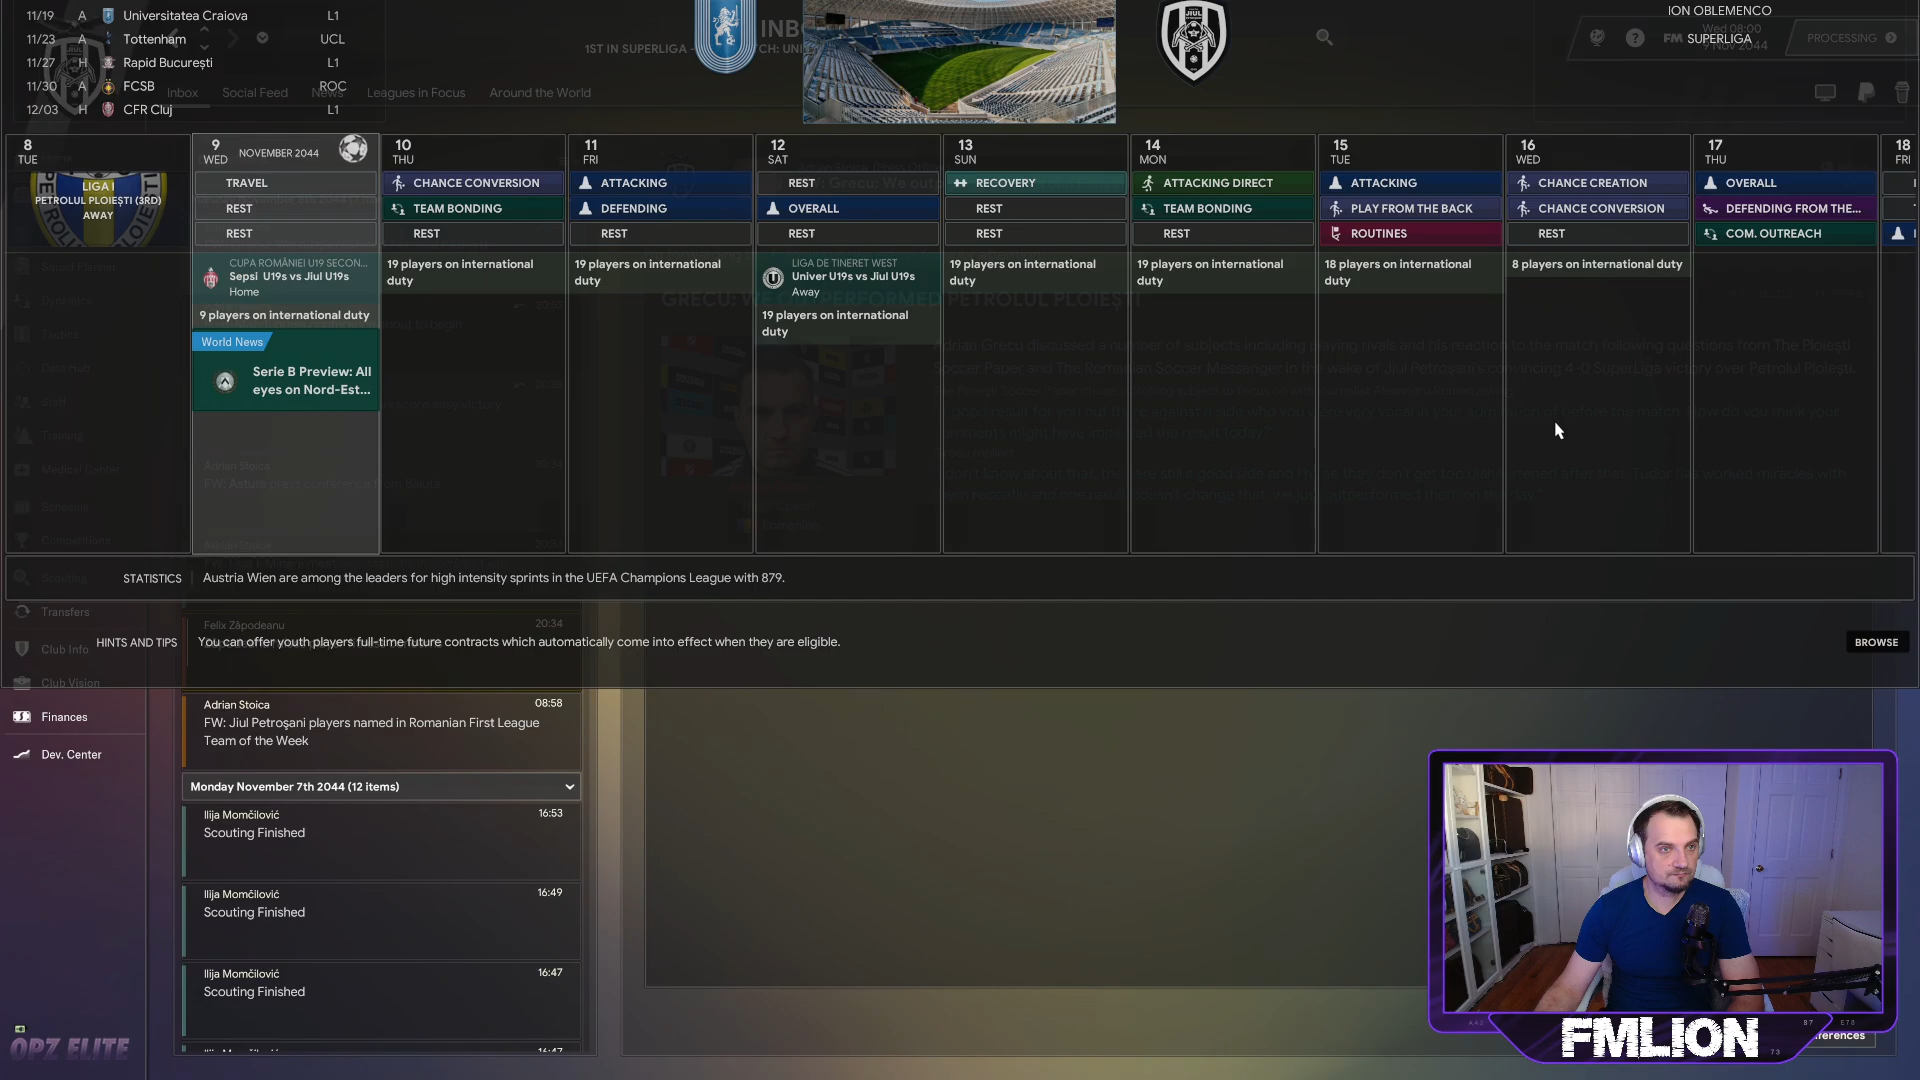 11/19 A Universitatea Craiova L1
11/23 A Tottenham UCL
11/27 H Rapid București L1
11/30 A FCSB ROC
12/03 H CFR Cluj L1
Inbox Social Feed News Leagues in Focus Around the World
ION OBLEMENCO
SUPERLIGA
Wed 08:00
9 Nov 2044
FM
PROCESSING
8 TUE
LIGA I
PETROLUL PLOIEȘTI (3RD)
AWAY
9 WED NOVEMBER 2044
TRAVEL
REST
REST
CUPA ROMÂNIEI U19 SECON...
Sepsi U19s vs Jiul U19s
Home
9 players on international duty
World News
Serie B Preview: All
eyes on Nord-Est...
10 THU
CHANCE CONVERSION
TEAM BONDING
REST
19 players on international
duty
11 FRI
ATTACKING
DEFENDING
REST
19 players on international
duty
12 SAT
REST
OVERALL
REST
LIGA DE TINERET WEST
Univer U19s vs Jiul U19s
Away
19 players on international
duty
13 SUN
RECOVERY
REST
REST
19 players on international
duty
14 MON
ATTACKING DIRECT
TEAM BONDING
REST
19 players on international
duty
15 TUE
ATTACKING
PLAY FROM THE BACK
ROUTINES
18 players on international
duty
16 WED
CHANCE CREATION
CHANCE CONVERSION
REST
8 players on international duty
17 THU
OVERALL
DEFENDING FROM THE...
COM. OUTREACH
18 FRI
STATISTICS Austria Wien are among the leaders for high intensity sprints in the UEFA Champions League with 879.
HINTS AND TIPS You can offer youth players full-time future contracts which automatically come into effect when they are eligible.
BROWSE
Transfers
Club Info
Club Vision
Finances
Dev. Center
Felix Zăpodeanu 20:34
Adrian Stoica 08:58
FW: Jiul Petroșani players named in Romanian First League
Team of the Week
Monday November 7th 2044 (12 items)
Ilija Momčilović 16:53
Scouting Finished
Ilija Momčilović 16:49
Scouting Finished
Ilija Momčilović 16:47
Scouting Finished
OPZ ELITE
FMLION